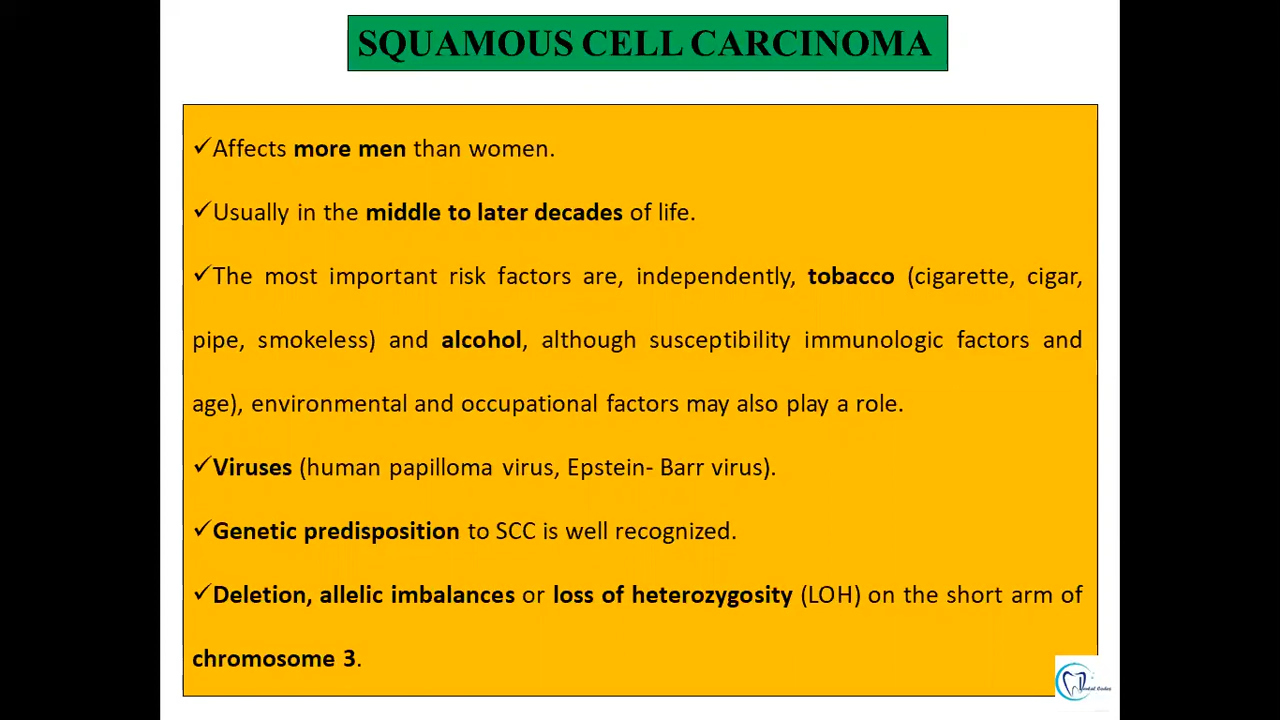 SQUAMOUS CELL CARCINOMA
✓Affects more men than women.
✓Usually in the middle to later decades of life.
✓The most important risk factors are, independently, tobacco (cigarette, cigar,
pipe, smokeless) and alcohol, although susceptibility immunologic factors and
age), environmental and occupational factors may also play a role.
✓Viruses (human papilloma virus, Epstein- Barr virus).
✓Genetic predisposition to SCC is well recognized.
✓Deletion, allelic imbalances or loss of heterozygosity (LOH) on the short arm of
chromosome 3.